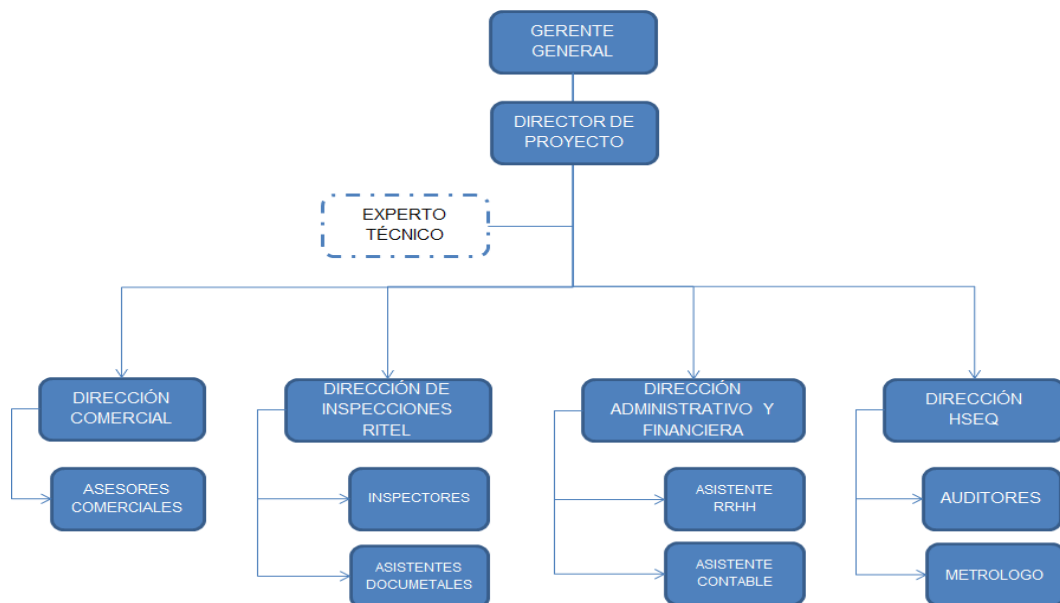 GERENTE
GENERAL
DIRECTOR DE
PROYECTO
EXPERTO
TÉCNICO
DIRECCIÓN
COMERCIAL
ASESORES
COMERCIALES
DIRECCIÓN DE
INSPECCIONES
RITEL
INSPECTORES
ASISTENTES
DOCUMETALES
DIRECCIÓN
ADMINISTRATIVO Y
FINANCIERA
ASISTENTE
RRHH
ASISTENTE
CONTABLE
DIRECCIÓN
HSEQ
AUDITORES
METROLOGO